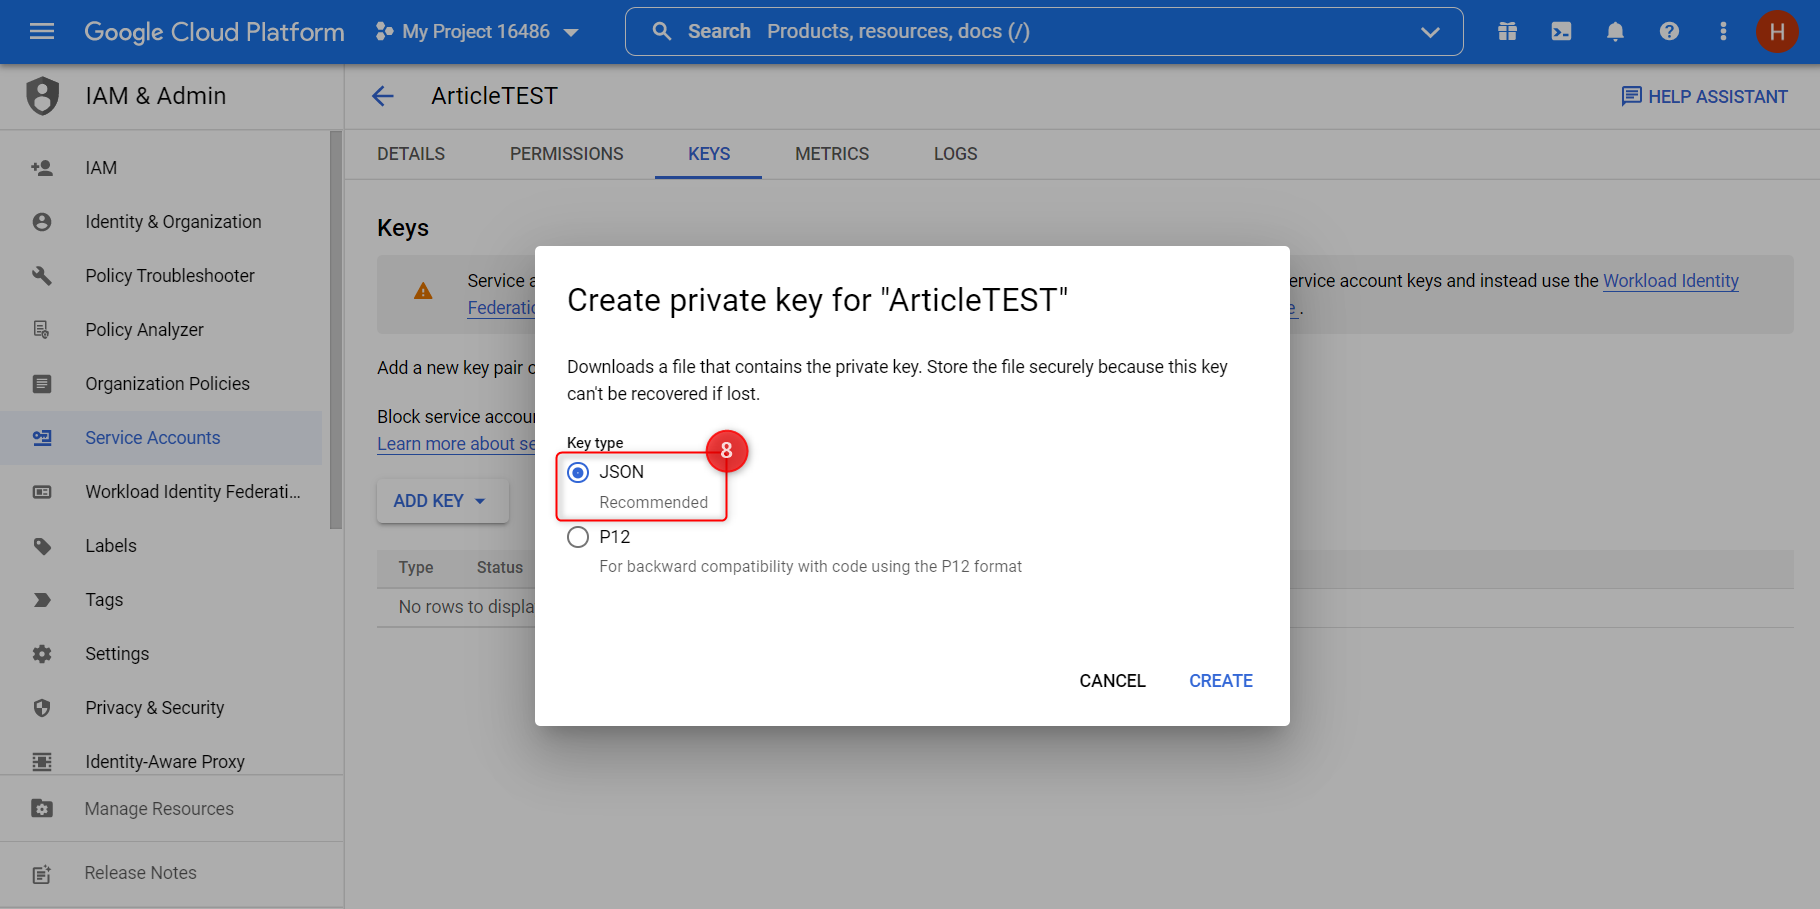 Google Cloud Platform
My Project 16486
Search Products, resources, docs (/)
H
IAM & Admin
ArticleTEST
HELP ASSISTANT
IAM
Identity & Organization
Policy Troubleshooter
Policy Analyzer
Organization Policies
Service Accounts
Workload Identity Federati...
Labels
Tags
Settings
Privacy & Security
Identity-Aware Proxy
Manage Resources
Release Notes
DETAILS PERMISSIONS KEYS METRICS LOGS
Keys
Service a
ervice account keys and instead use the Workload Identity
Federatio
e .
Add a new key pair o
Block service accou
Learn more about se
ADD KEY
Type Status
No rows to displa
Create private key for "ArticleTEST"
Downloads a file that contains the private key. Store the file securely because this key
can't be recovered if lost.
Key type
8
JSON
Recommended
P12
For backward compatibility with code using the P12 format
CANCEL CREATE